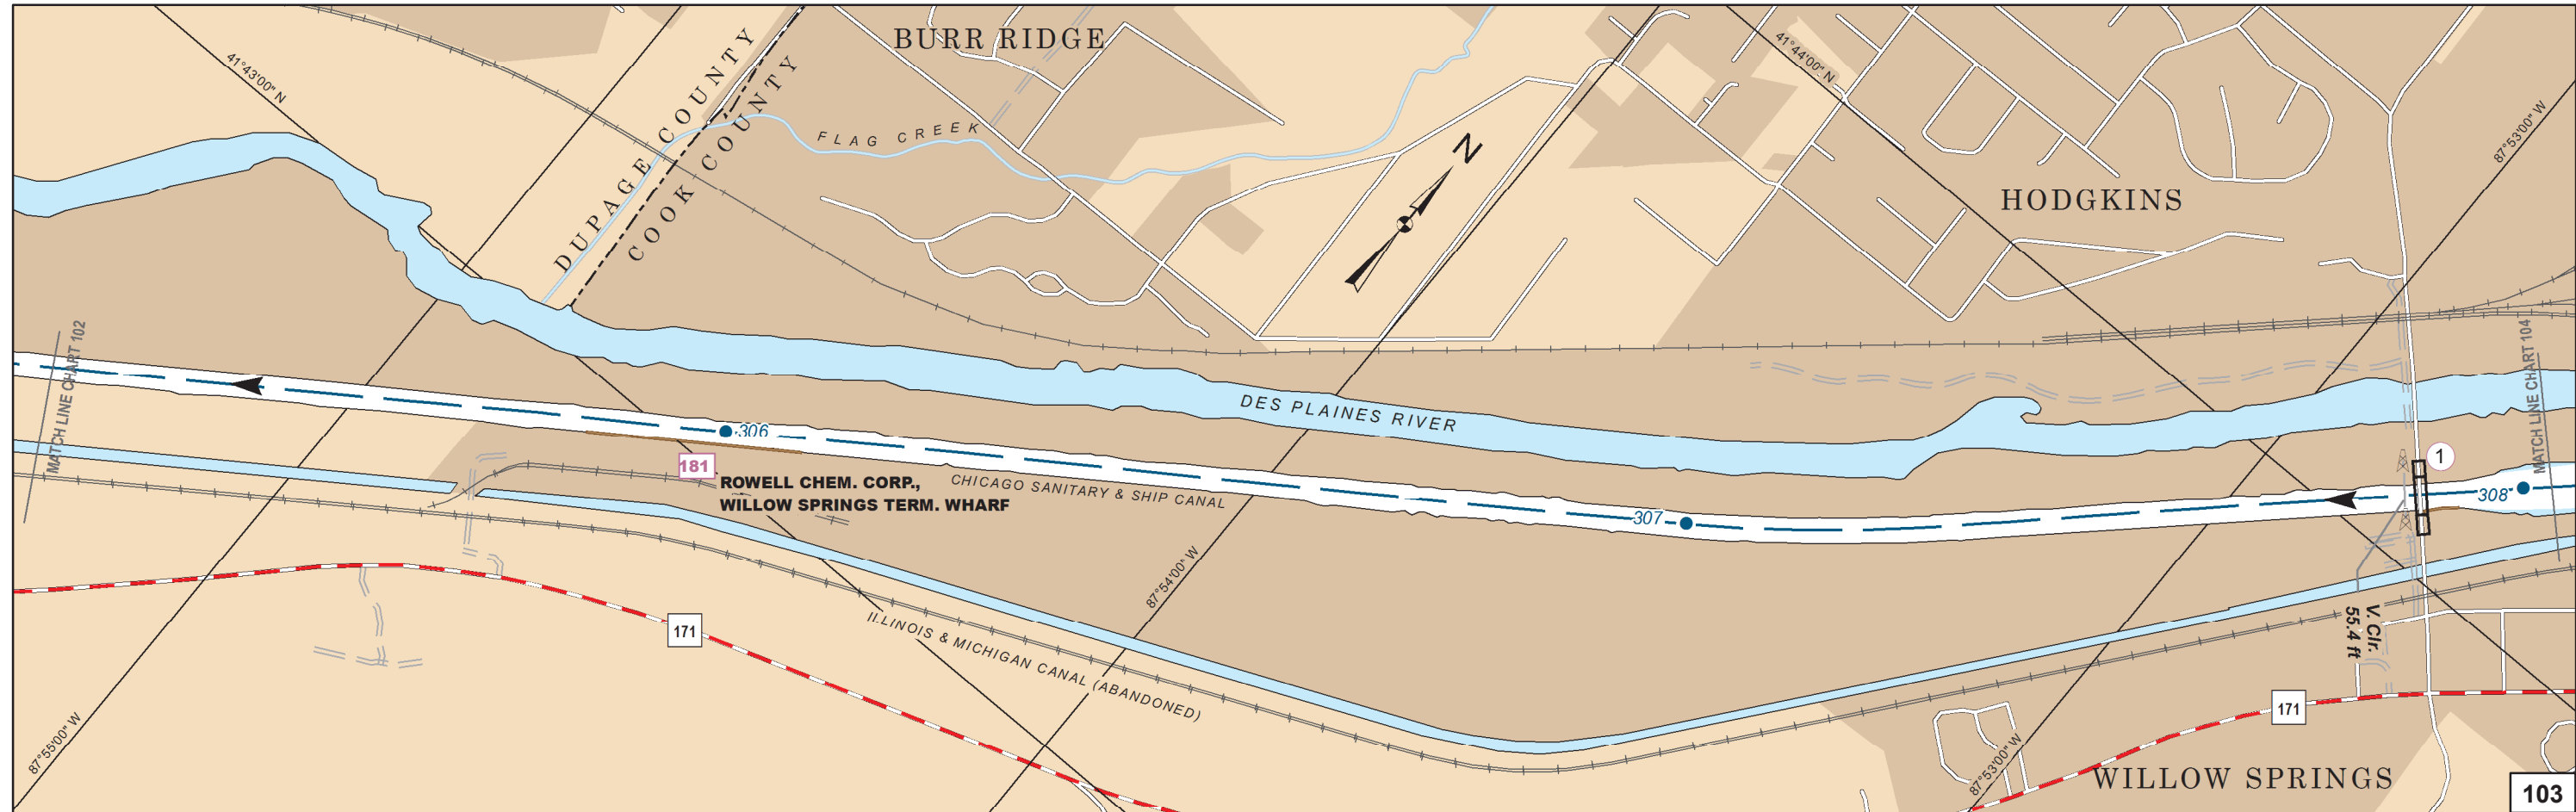 BURR RIDGE
41°43'00" N
DUPAGE COUNTY
COOK COUNTY
FLAG CREEK
N
41°44'00" N
87°53'00" W
HODGKINS
MATCH LINE CHART 102
MATCH LINE CHART 104
DES PLAINES RIVER
306
181
ROWELL CHEM. CORP.,
WILLOW SPRINGS TERM. WHARF
CHICAGO SANITARY & SHIP CANAL
307
1
308
87°54'00" W
V. Clr.
55.4 ft
171
ILLINOIS & MICHIGAN CANAL (ABANDONED)
171
87°55'00" W
87°53'00" W
WILLOW SPRINGS
103